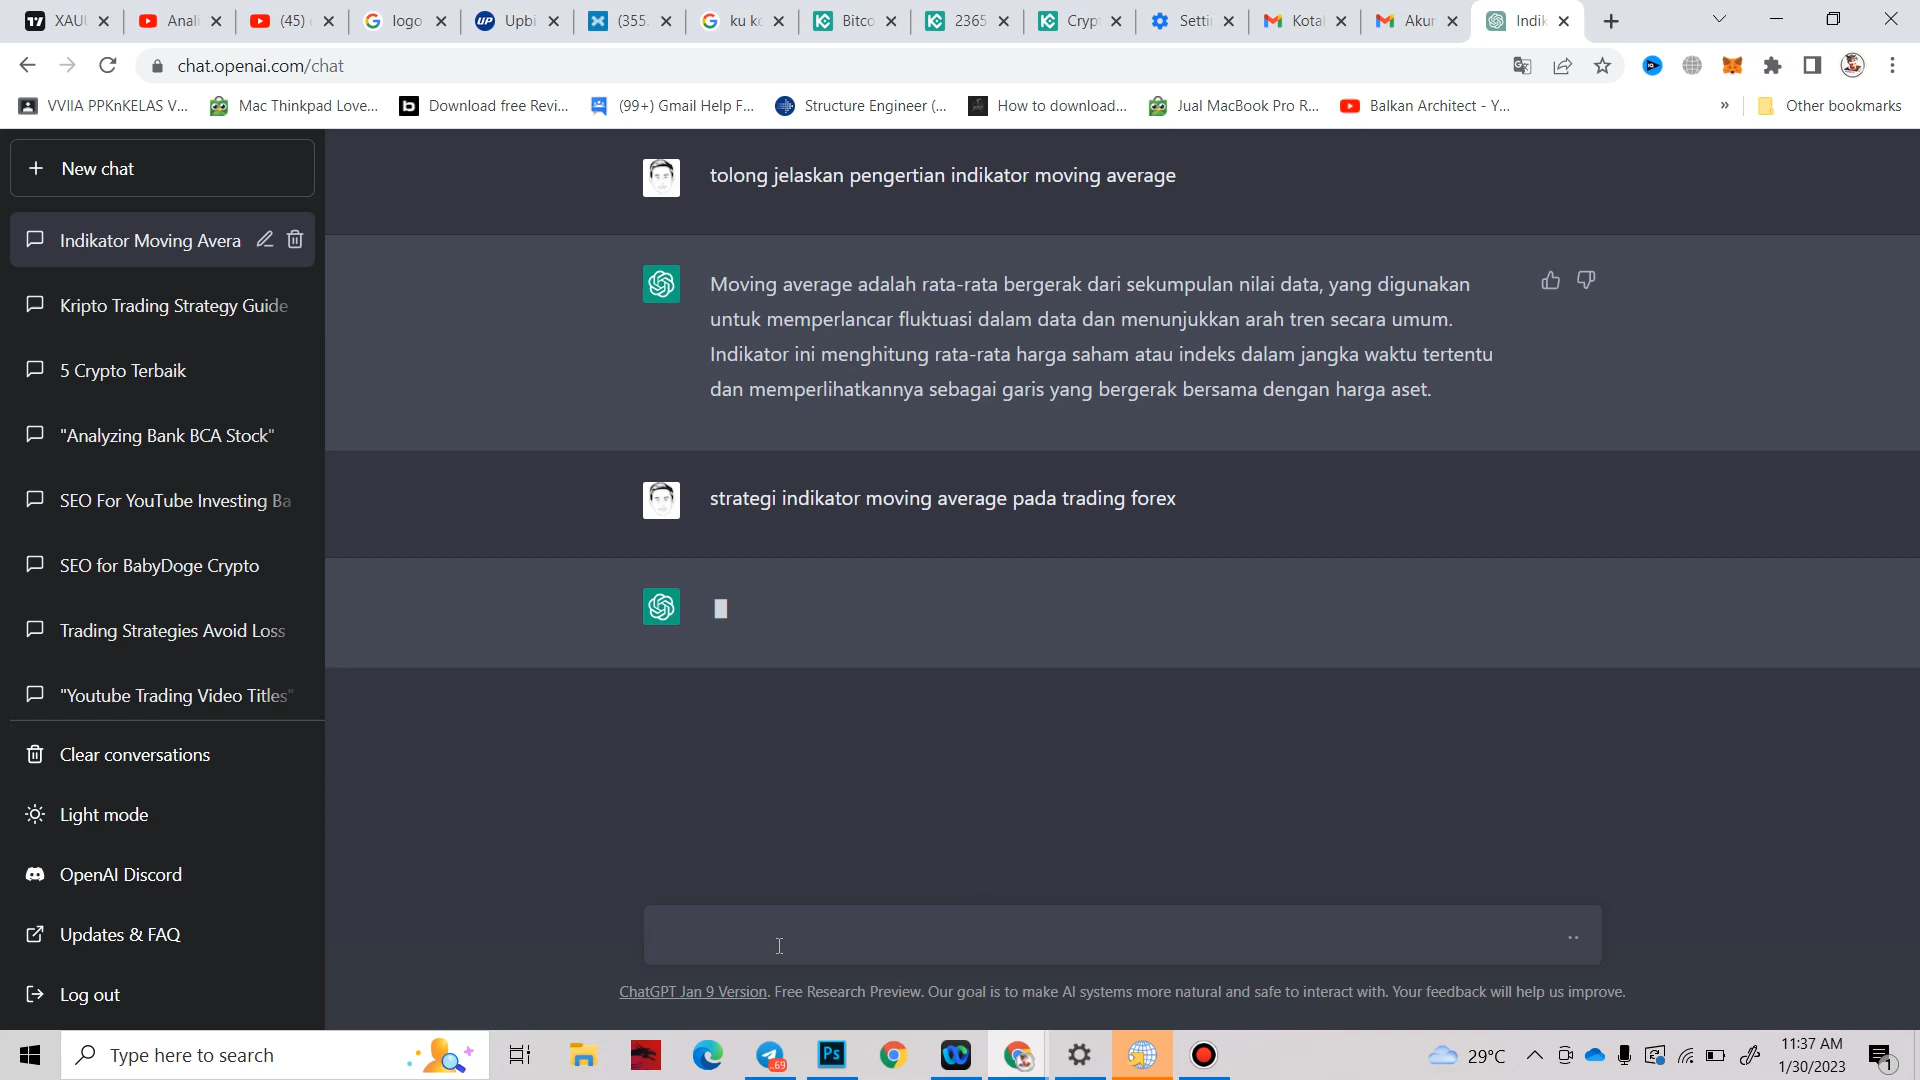 XAUU
Anali
(45)
logo
Upbi
(355.
ku ko
Bitco
2365
Cryp
Setti
Kota
Akun
Indik
chat.openai.com/chat
VVIIA PPKnKELAS V...
Mac Thinkpad Love...
Download free Revi...
(99+) Gmail Help F...
Structure Engineer (...
How to download...
Jual MacBook Pro R...
Balkan Architect - Y...
»
Other bookmarks
New chat
Indikator Moving Avera
Kripto Trading Strategy Guide
5 Crypto Terbaik
"Analyzing Bank BCA Stock"
SEO For YouTube Investing Ba
SEO for BabyDoge Crypto
Trading Strategies Avoid Loss
"Youtube Trading Video Titles"
Clear conversations
Light mode
OpenAI Discord
Updates & FAQ
Log out
tolong jelaskan pengertian indikator moving average
Moving average adalah rata-rata bergerak dari sekumpulan nilai data, yang digunakan
untuk memperlancar fluktuasi dalam data dan menunjukkan arah tren secara umum.
Indikator ini menghitung rata-rata harga saham atau indeks dalam jangka waktu tertentu
dan memperlihatkannya sebagai garis yang bergerak bersama dengan harga aset.
strategi indikator moving average pada trading forex
ChatGPT Jan 9 Version. Free Research Preview. Our goal is to make AI systems more natural and safe to interact with. Your feedback will help us improve.
Type here to search
..69
Ps
29°C
11:37 AM
1/30/2023
1